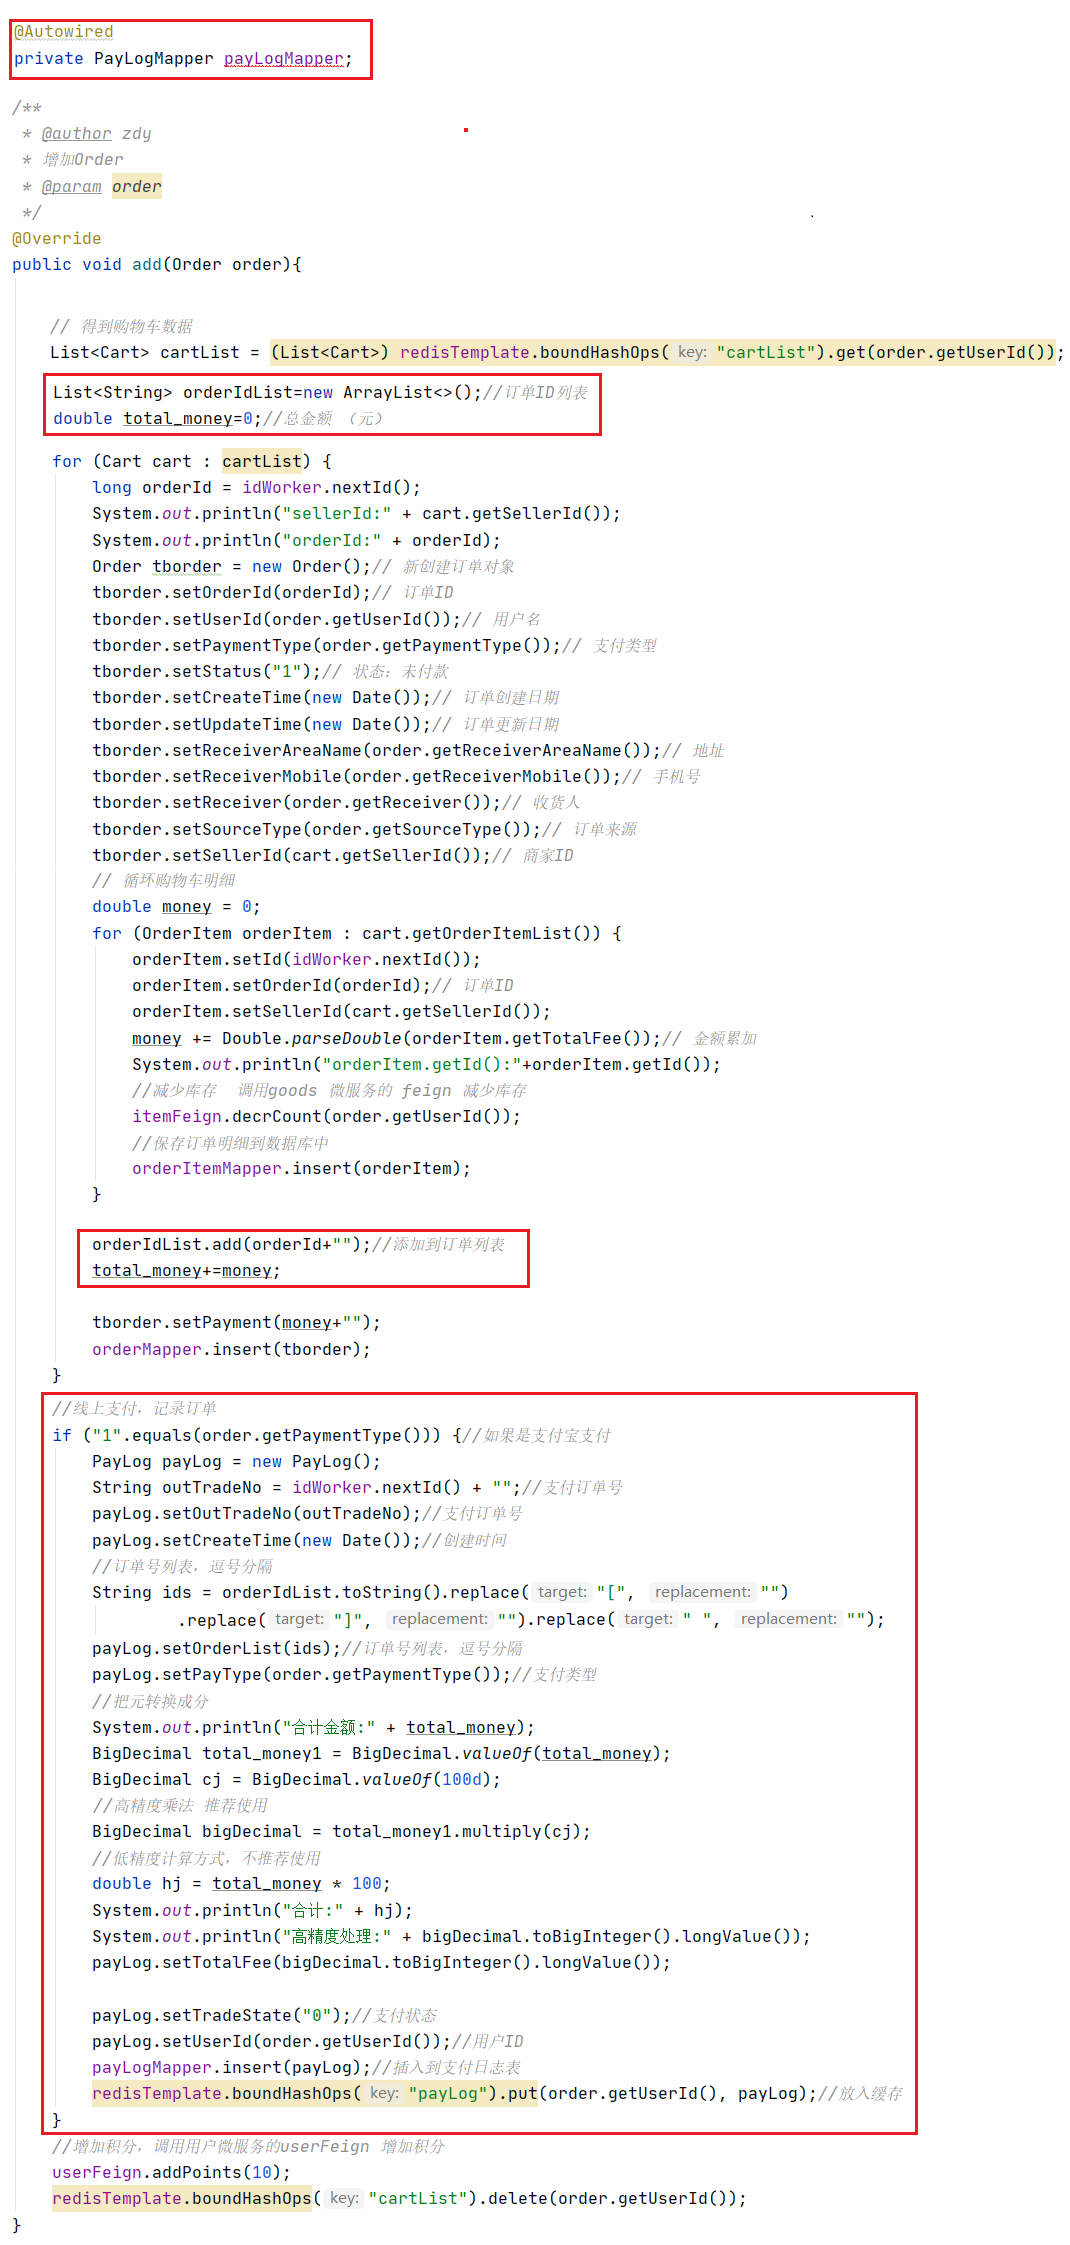 @Autowired
private PayLogMapper payLogMapper;
/**
 * @author zdy
 * 增加Order
 * @param order
 */
@Override
public void add(Order order){
    // 得到购物车数据
    List<Cart> cartList = (List<Cart>) redisTemplate.boundHashOps( key: "cartList").get(order.getUserId());
    List<String> orderIdList=new ArrayList<>();//订单ID列表
    double total_money=0;//总金额 （元）
    for (Cart cart : cartList) {
        long orderId = idWorker.nextId();
        System.out.println("sellerId:" + cart.getSellerId());
        System.out.println("orderId:" + orderId);
        Order tborder = new Order();// 新创建订单对象
        tborder.setOrderId(orderId);// 订单ID
        tborder.setUserId(order.getUserId());// 用户名
        tborder.setPaymentType(order.getPaymentType());// 支付类型
        tborder.setStatus("1");// 状态：未付款
        tborder.setCreateTime(new Date());// 订单创建日期
        tborder.setUpdateTime(new Date());// 订单更新日期
        tborder.setReceiverAreaName(order.getReceiverAreaName());// 地址
        tborder.setReceiverMobile(order.getReceiverMobile());// 手机号
        tborder.setReceiver(order.getReceiver());// 收货人
        tborder.setSourceType(order.getSourceType());// 订单来源
        tborder.setSellerId(cart.getSellerId());// 商家ID
        // 循环购物车明细
        double money = 0;
        for (OrderItem orderItem : cart.getOrderItemList()) {
            orderItem.setId(idWorker.nextId());
            orderItem.setOrderId(orderId);// 订单ID
            orderItem.setSellerId(cart.getSellerId());
            money += Double.parseDouble(orderItem.getTotalFee());// 金额累加
            System.out.println("orderItem.getId():"+orderItem.getId());
            //减少库存  调用goods 微服务的 feign 减少库存
            itemFeign.decrCount(order.getUserId());
            //保存订单明细到数据库中
            orderItemMapper.insert(orderItem);
        }
        orderIdList.add(orderId+"");//添加到订单列表
        total_money+=money;
        tborder.setPayment(money+"");
        orderMapper.insert(tborder);
    }
    //线上支付，记录订单
    if ("1".equals(order.getPaymentType())) {//如果是支付宝支付
        PayLog payLog = new PayLog();
        String outTradeNo = idWorker.nextId() + "";//支付订单号
        payLog.setOutTradeNo(outTradeNo);//支付订单号
        payLog.setCreateTime(new Date());//创建时间
        //订单号列表，逗号分隔
        String ids = orderIdList.toString().replace( target: "[", replacement: "")
                .replace( target: "]", replacement: "").replace( target: " ", replacement: "");
        payLog.setOrderList(ids);//订单号列表，逗号分隔
        payLog.setPayType(order.getPaymentType());//支付类型
        //把元转换成分
        System.out.println("合计金额:" + total_money);
        BigDecimal total_money1 = BigDecimal.valueOf(total_money);
        BigDecimal cj = BigDecimal.valueOf(100d);
        //高精度乘法 推荐使用
        BigDecimal bigDecimal = total_money1.multiply(cj);
        //低精度计算方式，不推荐使用
        double hj = total_money * 100;
        System.out.println("合计:" + hj);
        System.out.println("高精度处理:" + bigDecimal.toBigInteger().longValue());
        payLog.setTotalFee(bigDecimal.toBigInteger().longValue());
        payLog.setTradeState("0");//支付状态
        payLog.setUserId(order.getUserId());//用户ID
        payLogMapper.insert(payLog);//插入到支付日志表
        redisTemplate.boundHashOps( key: "payLog").put(order.getUserId(), payLog);//放入缓存
    }
    //增加积分，调用用户微服务的userFeign 增加积分
    userFeign.addPoints(10);
    redisTemplate.boundHashOps( key: "cartList").delete(order.getUserId());
}